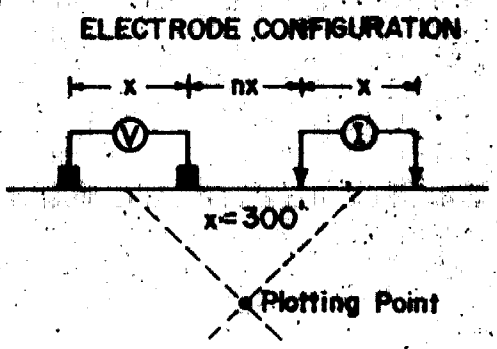 ELECTRODE CONFIGURATION
x nx x
V I
x = 300'
Plotting Point